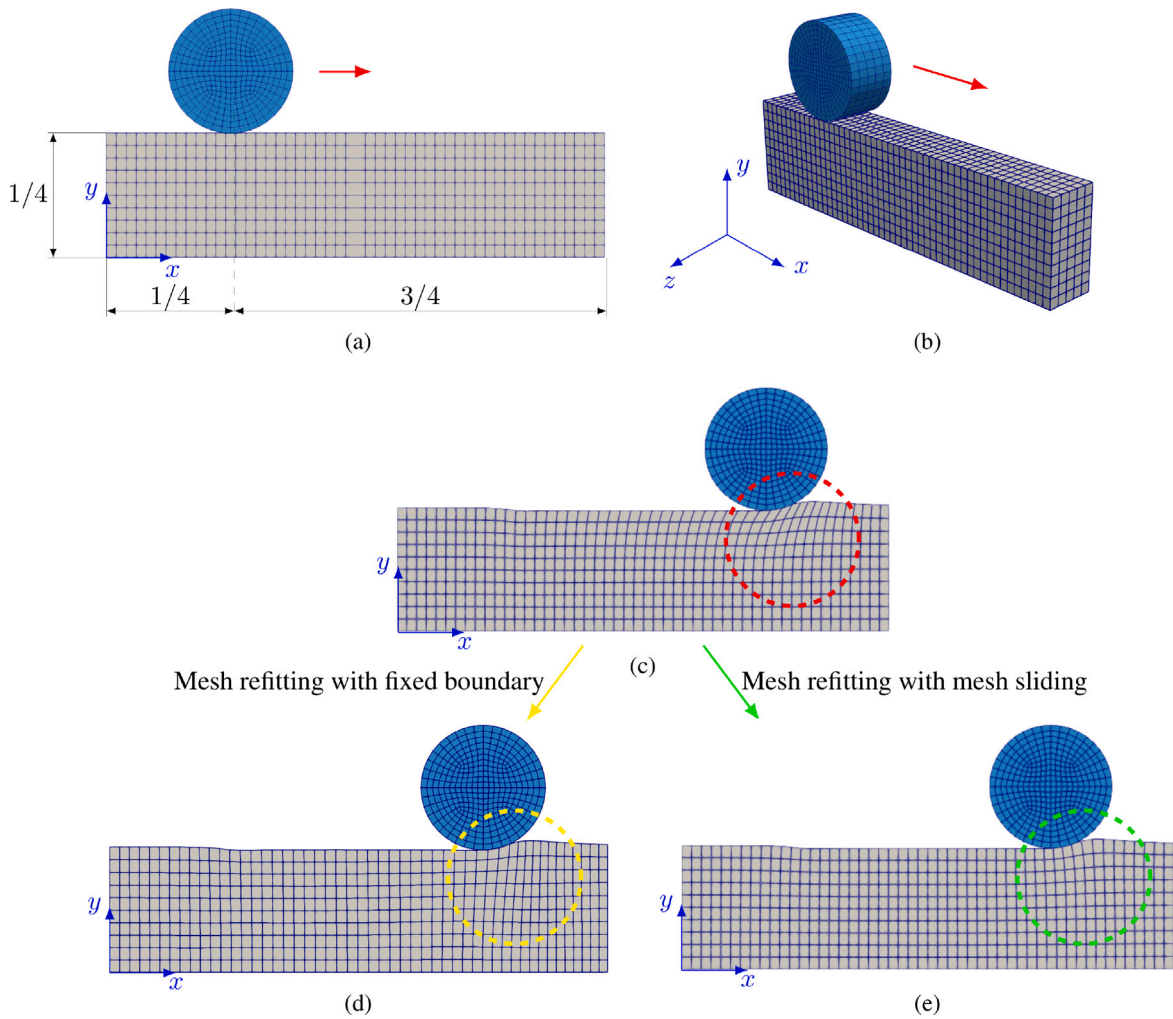 1/4
y
x
1/4
3/4
(a)
y
x
z
(b)
y
x
(c)
Mesh refitting with fixed boundary
Mesh refitting with mesh sliding
y
x
(d)
y
x
(e)